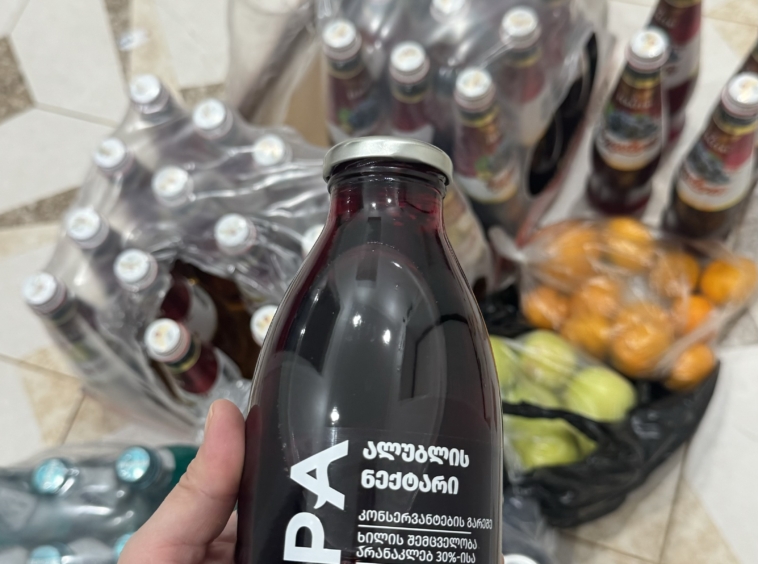 PA
ალუბლის
ნექტარი
კონსერვანტების გარეშე
ხილის შემცველობა
არანაკლებ 30%-ისა